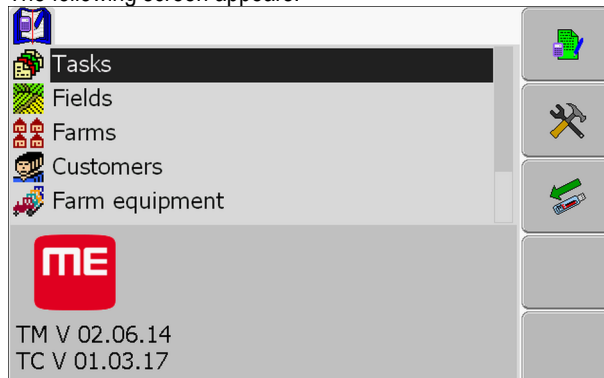 The following screen appears:
Tasks
Fields
Farms
Customers
Farm equipment
ME
TM V 02.06.14
TC V 01.03.17